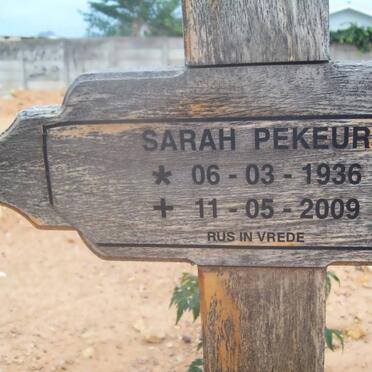 SARAH PEKEUR
* 06 - 03 - 1936
+ 11 - 05 - 2009
RUS IN VREDE